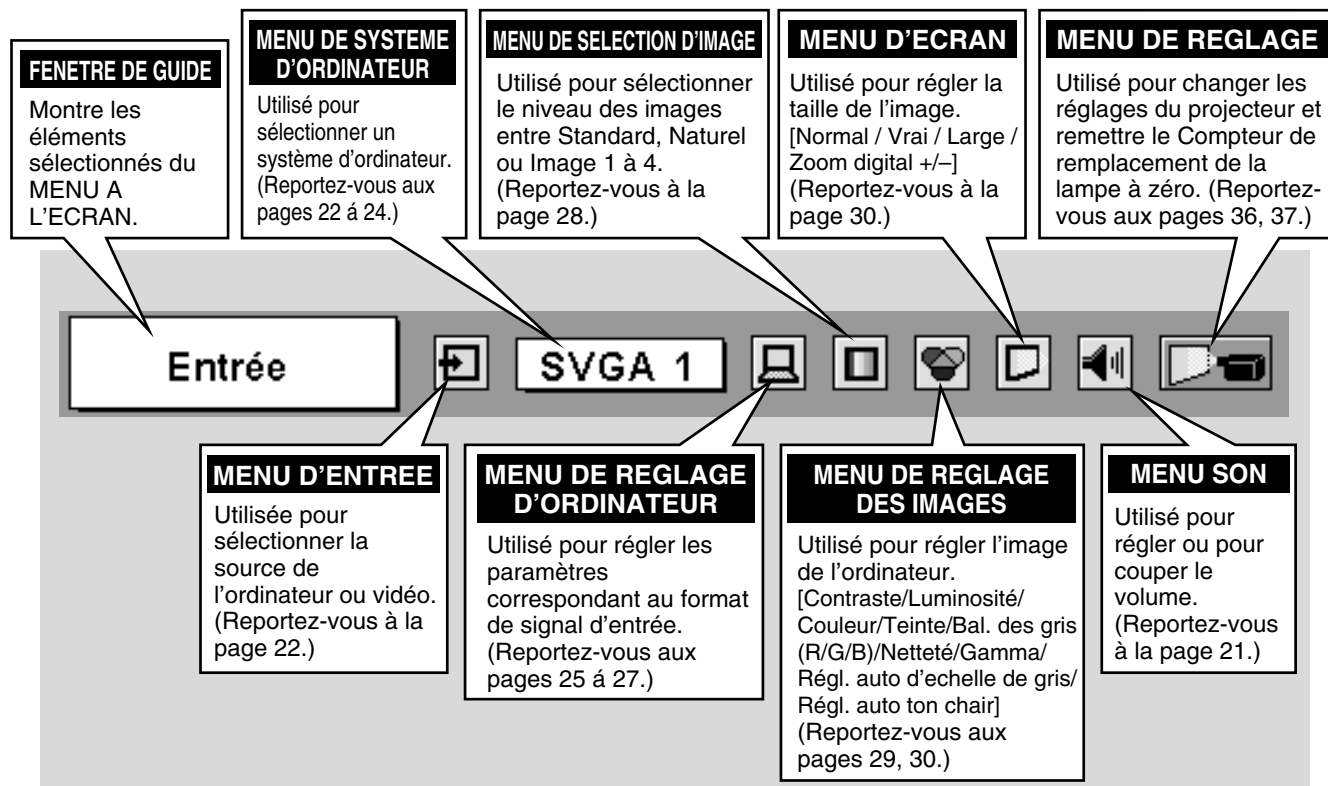 FENETRE DE GUIDE
Montre les
éléments
sélectionnés du
MENU A
L'ECRAN.
MENU DE SYSTEME
D'ORDINATEUR
Utilisé pour
sélectionner un
système d'ordinateur.
(Reportez-vous aux
pages 22 á 24.)
MENU DE SELECTION D'IMAGE
Utilisé pour sélectionner
le niveau des images
entre Standard, Naturel
ou Image 1 à 4.
(Reportez-vous à la
page 28.)
MENU D'ECRAN
Utilisé pour régler la
taille de l'image.
[Normal / Vrai / Large /
Zoom digital +/–]
(Reportez-vous à la
page 30.)
MENU DE REGLAGE
Utilisé pour changer les
réglages du projecteur et
remettre le Compteur de
remplacement de la
lampe à zéro. (Reportez-
vous aux pages 36, 37.)
Entrée
SVGA 1
MENU D'ENTREE
Utilisée pour
sélectionner la
source de
l'ordinateur ou vidéo.
(Reportez-vous à la
page 22.)
MENU DE REGLAGE
D'ORDINATEUR
Utilisé pour régler les
paramètres
correspondant au format
de signal d'entrée.
(Reportez-vous aux
pages 25 á 27.)
MENU DE REGLAGE
DES IMAGES
Utilisé pour régler l'image
de l'ordinateur.
[Contraste/Luminosité/
Couleur/Teinte/Bal. des gris
(R/G/B)/Netteté/Gamma/
Régl. auto d'echelle de gris/
Régl. auto ton chair]
(Reportez-vous aux
pages 29, 30.)
MENU SON
Utilisé pour
régler ou pour
couper le
volume.
(Reportez-vous
à la page 21.)